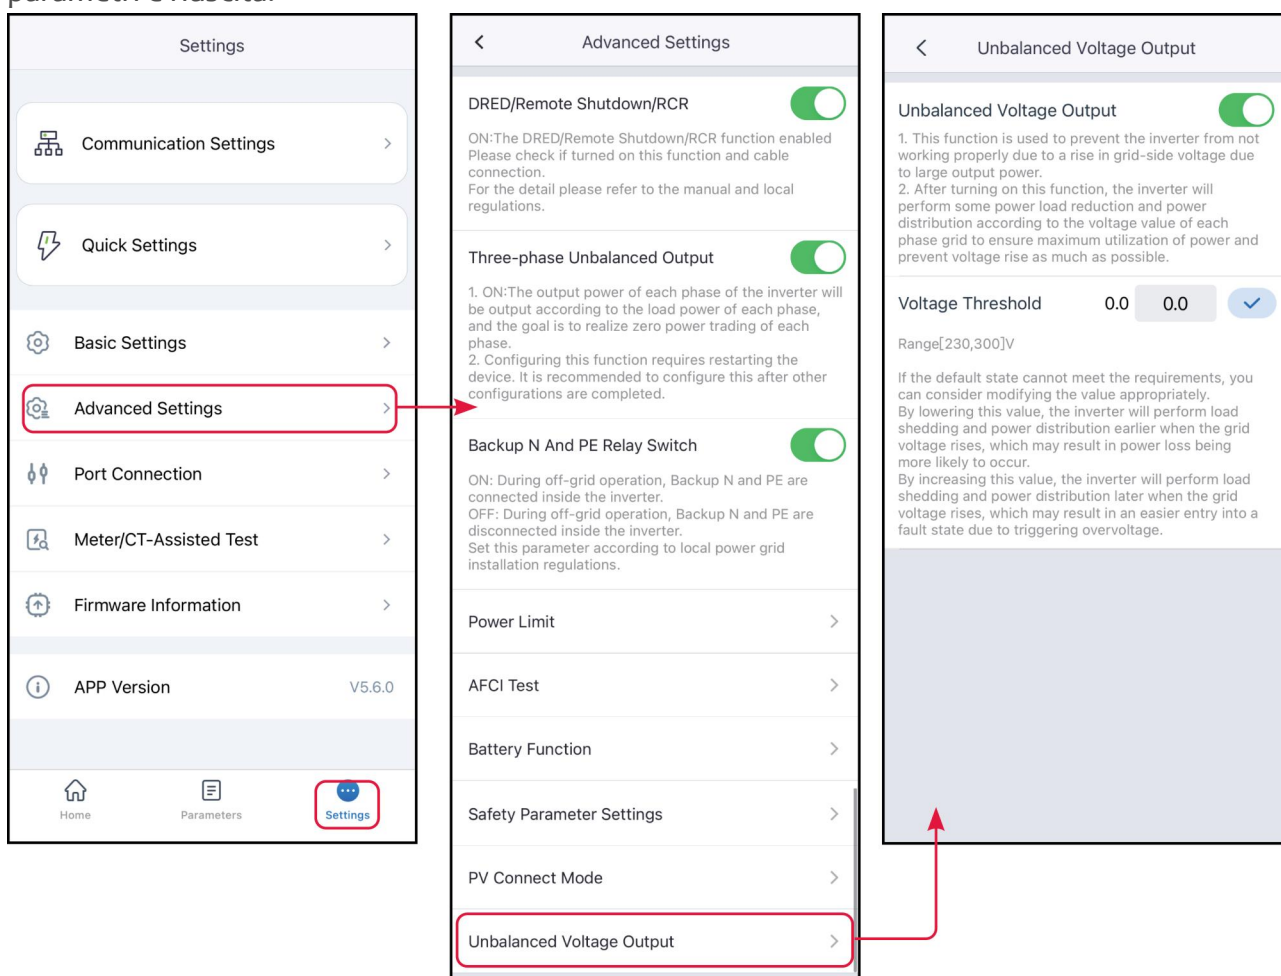 parametri è riuscita.
Settings
Communication Settings
Quick Settings
Basic Settings
Advanced Settings
Port Connection
Meter/CT-Assisted Test
Firmware Information
APP Version V5.6.0
Home Parameters Settings
Advanced Settings
DRED/Remote Shutdown/RCR
ON:The DRED/Remote Shutdown/RCR function enabled
Please check if turned on this function and cable
connection.
For the detail please refer to the manual and local
regulations.
Three-phase Unbalanced Output
1. ON:The output power of each phase of the inverter will
be output according to the load power of each phase,
and the goal is to realize zero power trading of each
phase.
2. Configuring this function requires restarting the
device. It is recommended to configure this after other
configurations are completed.
Backup N And PE Relay Switch
ON: During off-grid operation, Backup N and PE are
connected inside the inverter.
OFF: During off-grid operation, Backup N and PE are
disconnected inside the inverter.
Set this parameter according to local power grid
installation regulations.
Power Limit
AFCI Test
Battery Function
Safety Parameter Settings
PV Connect Mode
Unbalanced Voltage Output
Unbalanced Voltage Output
Unbalanced Voltage Output
1. This function is used to prevent the inverter from not
working properly due to a rise in grid-side voltage due
to large output power.
2. After turning on this function, the inverter will
perform some power load reduction and power
distribution according to the voltage value of each
phase grid to ensure maximum utilization of power and
prevent voltage rise as much as possible.
Voltage Threshold 0.0 0.0
Range[230,300]V
If the default state cannot meet the requirements, you
can consider modifying the value appropriately.
By lowering this value, the inverter will perform load
shedding and power distribution earlier when the grid
voltage rises, which may result in power loss being
more likely to occur.
By increasing this value, the inverter will perform load
shedding and power distribution later when the grid
voltage rises, which may result in an easier entry into a
fault state due to triggering overvoltage.